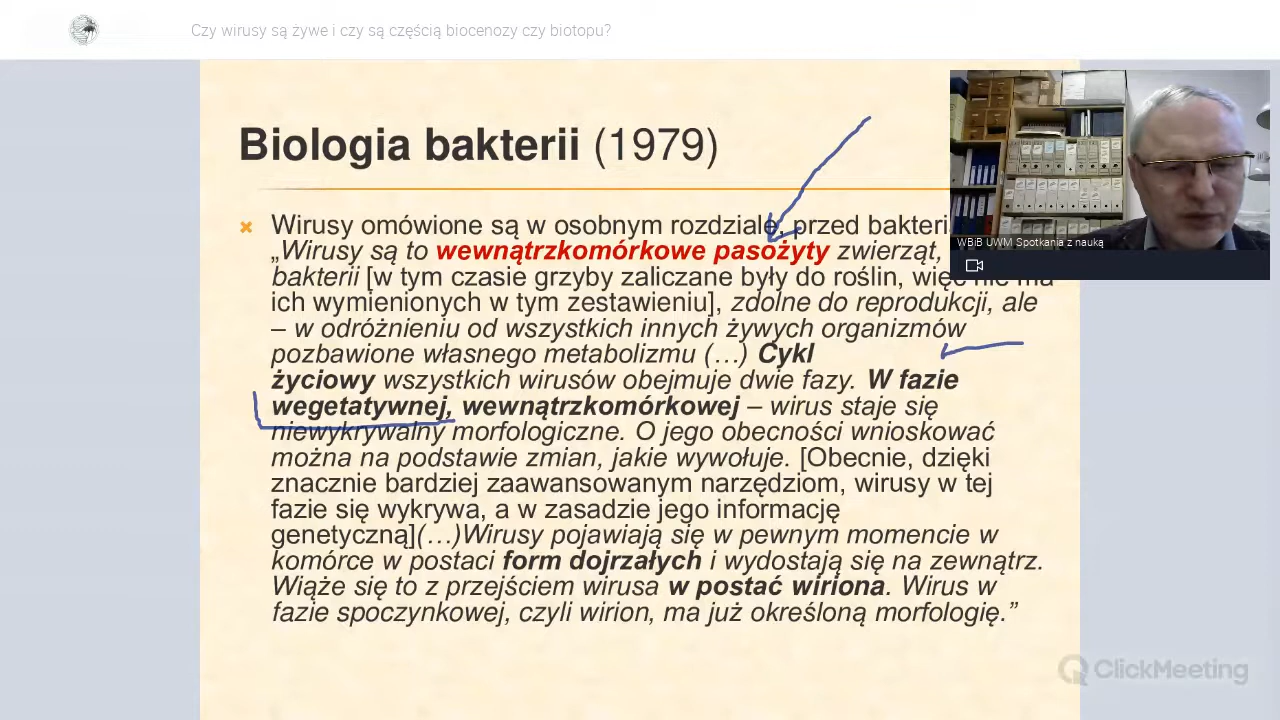 Czy wirusy są żywe i czy są częścią biocenozy czy biotopu?
Biologia bakterii (1979)
Wirusy omówione są w osobnym rozdziale, przed bakteri
„Wirusy są to wewnątrzkomórkowe pasożyty zwierząt,
bakterii [w tym czasie grzyby zaliczane były do roślin, więc nie ma
ich wymienionych w tym zestawieniu], zdolne do reprodukcji, ale
– w odróżnieniu od wszystkich innych żywych organizmów
pozbawione własnego metabolizmu (…) Cykl
życiowy wszystkich wirusów obejmuje dwie fazy. W fazie
wegetatywnej, wewnątrzkomórkowej – wirus staje się
niewykrywalny morfologiczne. O jego obecności wnioskować
można na podstawie zmian, jakie wywołuje. [Obecnie, dzięki
znacznie bardziej zaawansowanym narzędziom, wirusy w tej
fazie się wykrywa, a w zasadzie jego informację
genetyczną](…)Wirusy pojawiają się w pewnym momencie w
komórce w postaci form dojrzałych i wydostają się na zewnątrz.
Wiąże się to z przejściem wirusa w postać wiriona. Wirus w
fazie spoczynkowej, czyli wirion, ma już określoną morfologię.”
WBiB UWM Spotkania z nauką
ClickMeeting